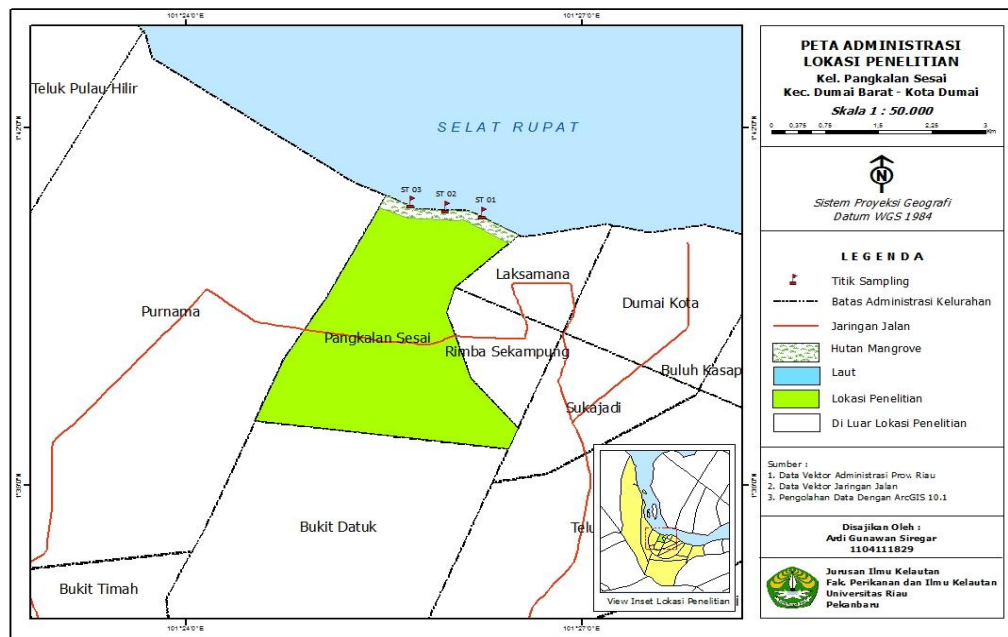 101°24'0"E
101°27'0"E
Teluk Pulau Hilir
SELAT RUPAT
ST 03
ST 02
ST 01
Laksamana
Dumai Kota
Purnama
Pangkalan Sesai
Rimba Sekampung
Buluh Kasap
Sukajadi
Bukit Datuk
Bukit Timah
View Inset Lokasi Penelitian
101°24'0"E
101°27'0"E
PETA ADMINISTRASI
LOKASI PENELITIAN
Kel. Pangkalan Sesai
Kec. Dumai Barat - Kota Dumai
Skala 1 : 50.000
0 0,375 0,75 1,5 2,25 3
Km
N
Sistem Proyeksi Geografi
Datum WGS 1984
LEGENDA
Titik Sampling
Batas Administrasi Kelurahan
Jaringan Jalan
Hutan Mangrove
Laut
Lokasi Penelitian
Di Luar Lokasi Penelitian
Sumber :
1. Data Vektor Administrasi Prov. Riau
2. Data Vektor Jaringan Jalan
3. Pengolahan Data Dengan ArcGIS 10.1
Disajikan Oleh :
Ardi Gunawan Siregar
1104111829
Jurusan Ilmu Kelautan
Fak. Perikanan dan Ilmu Kelautan
Universitas Riau
Pekanbaru